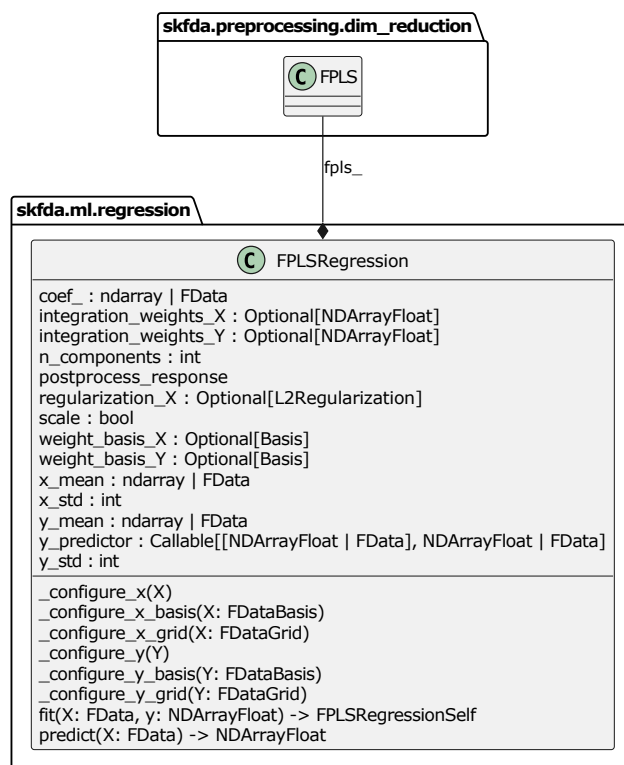 skfda.preprocessing.dim_reduction
C FPLS
fpls_
skfda.ml.regression
C FPLSRegression
coef_ : ndarray | FData
integration_weights_X : Optional[NDArrayFloat]
integration_weights_Y : Optional[NDArrayFloat]
n_components : int
postprocess_response
regularization_X : Optional[L2Regularization]
scale : bool
weight_basis_X : Optional[Basis]
weight_basis_Y : Optional[Basis]
x_mean : ndarray | FData
x_std : int
y_mean : ndarray | FData
y_predictor : Callable[[NDArrayFloat | FData], NDArrayFloat | FData]
y_std : int
_configure_x(X)
_configure_x_basis(X: FDataBasis)
_configure_x_grid(X: FDataGrid)
_configure_y(Y)
_configure_y_basis(Y: FDataBasis)
_configure_y_grid(Y: FDataGrid)
fit(X: FData, y: NDArrayFloat) -> FPLSRegressionSelf
predict(X: FData) -> NDArrayFloat